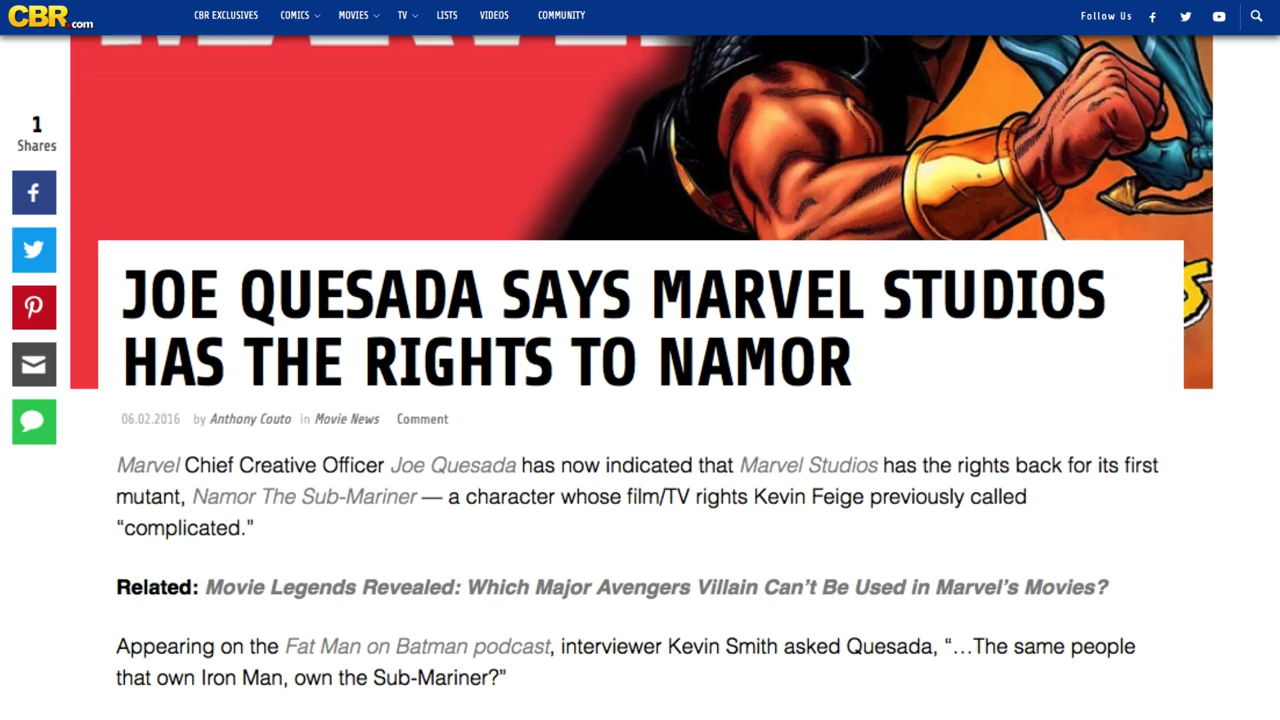 CBR.com
CBR EXCLUSIVES COMICS MOVIES TV LISTS VIDEOS COMMUNITY Follow Us
1
Shares
JOE QUESADA SAYS MARVEL STUDIOS
HAS THE RIGHTS TO NAMOR
06.02.2016 by Anthony Couto in Movie News Comment
Marvel Chief Creative Officer Joe Quesada has now indicated that Marvel Studios has the rights back for its first
mutant, Namor The Sub-Mariner — a character whose film/TV rights Kevin Feige previously called
“complicated.”
Related: Movie Legends Revealed: Which Major Avengers Villain Can’t Be Used in Marvel’s Movies?
Appearing on the Fat Man on Batman podcast, interviewer Kevin Smith asked Quesada, “…The same people
that own Iron Man, own the Sub-Mariner?”